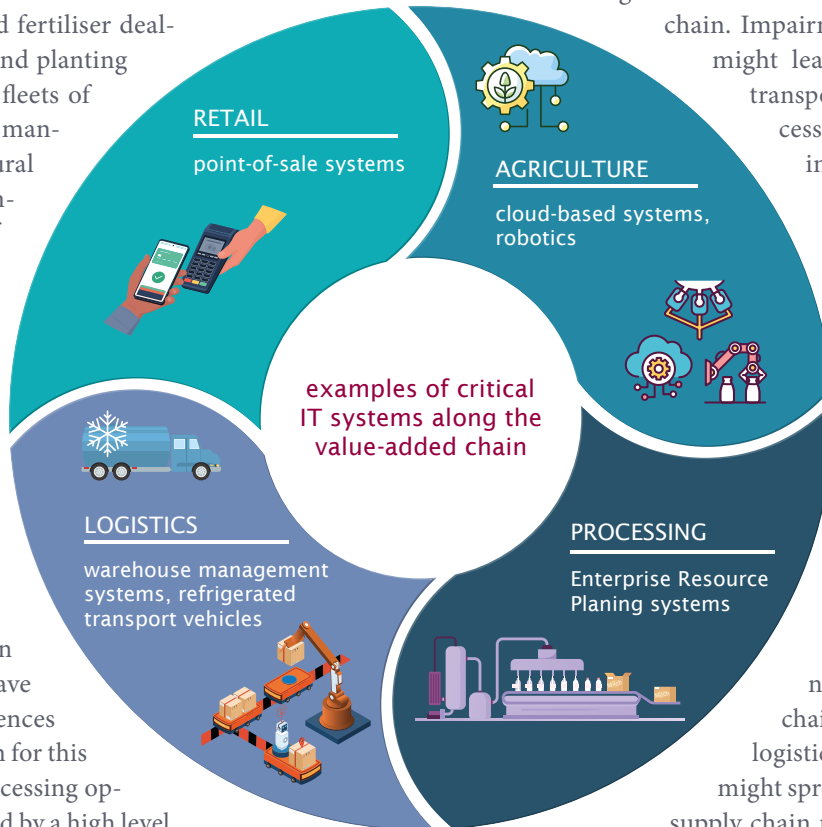 d fertiliser deal-
nd planting
fleets of
man-
ural
n-
chain. Impairm
might lea
transpo
cess
in
RETAIL
point-of-sale systems
AGRICULTURE
cloud-based systems,
robotics
examples of critical
IT systems along the
value-added chain
LOGISTICS
warehouse management
systems, refrigerated
transport vehicles
PROCESSING
Enterprise Resource
Planing systems
n
ave
ences
n for this
cessing op-
d by a high level
n
chai
logistic
might spre
supply chain